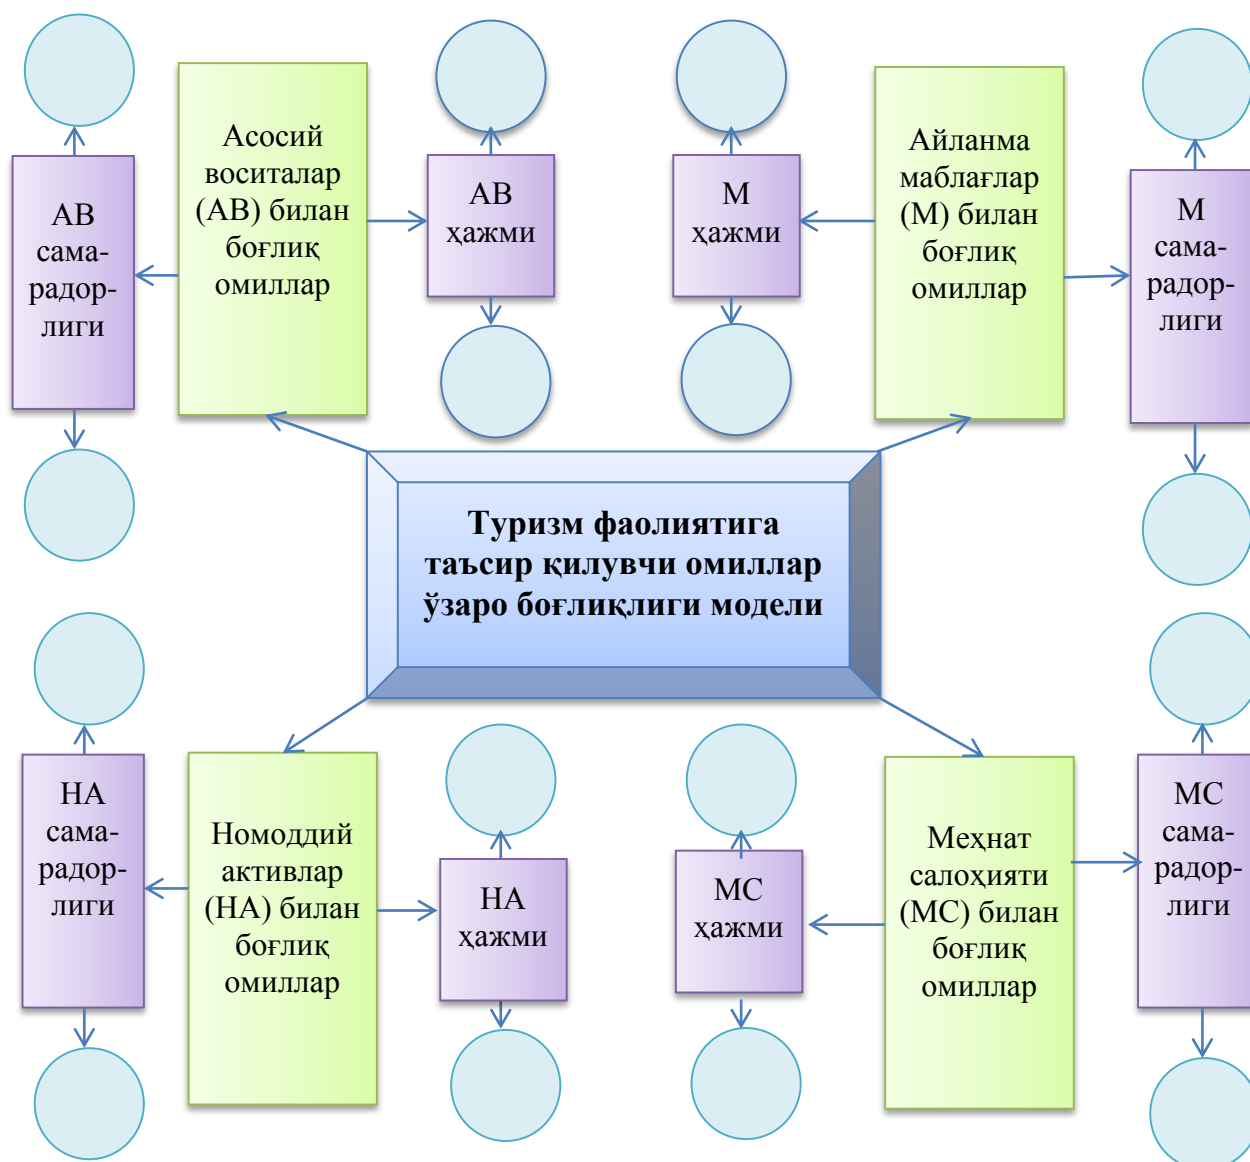 АВ
сама-
радор-
лиги
Асосий
воситалар
(АВ) билан
боғлиқ
омиллар
АВ
ҳажми
М
ҳажми
Айланма
маблағлар
(М) билан
боғлиқ
омиллар
М
сама-
радор-
лиги
Туризм фаолиятига
таъсир қилувчи омиллар
ўзаро боғлиқлиги модели
НА
сама-
радор-
лиги
Номоддий
активлар
(НА) билан
боғлиқ
омиллар
НА
ҳажми
МС
ҳажми
Меҳнат
салоҳияти
(МС) билан
боғлиқ
омиллар
МС
сама-
радор-
лиги